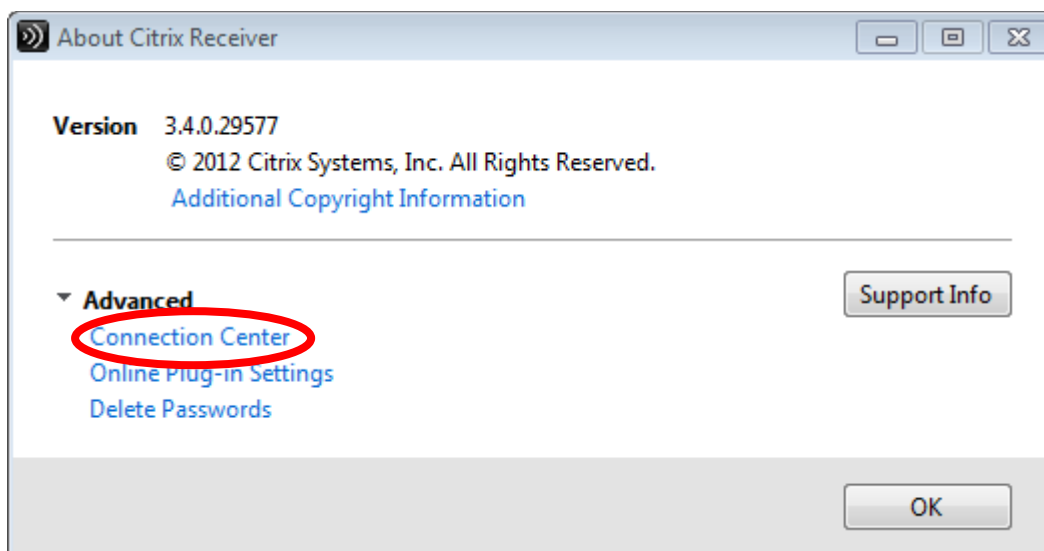 About Citrix Receiver
Version 3.4.0.29577
© 2012 Citrix Systems, Inc. All Rights Reserved.
Additional Copyright Information
Advanced
Support Info
Connection Center
Online Plug-in Settings
Delete Passwords
OK